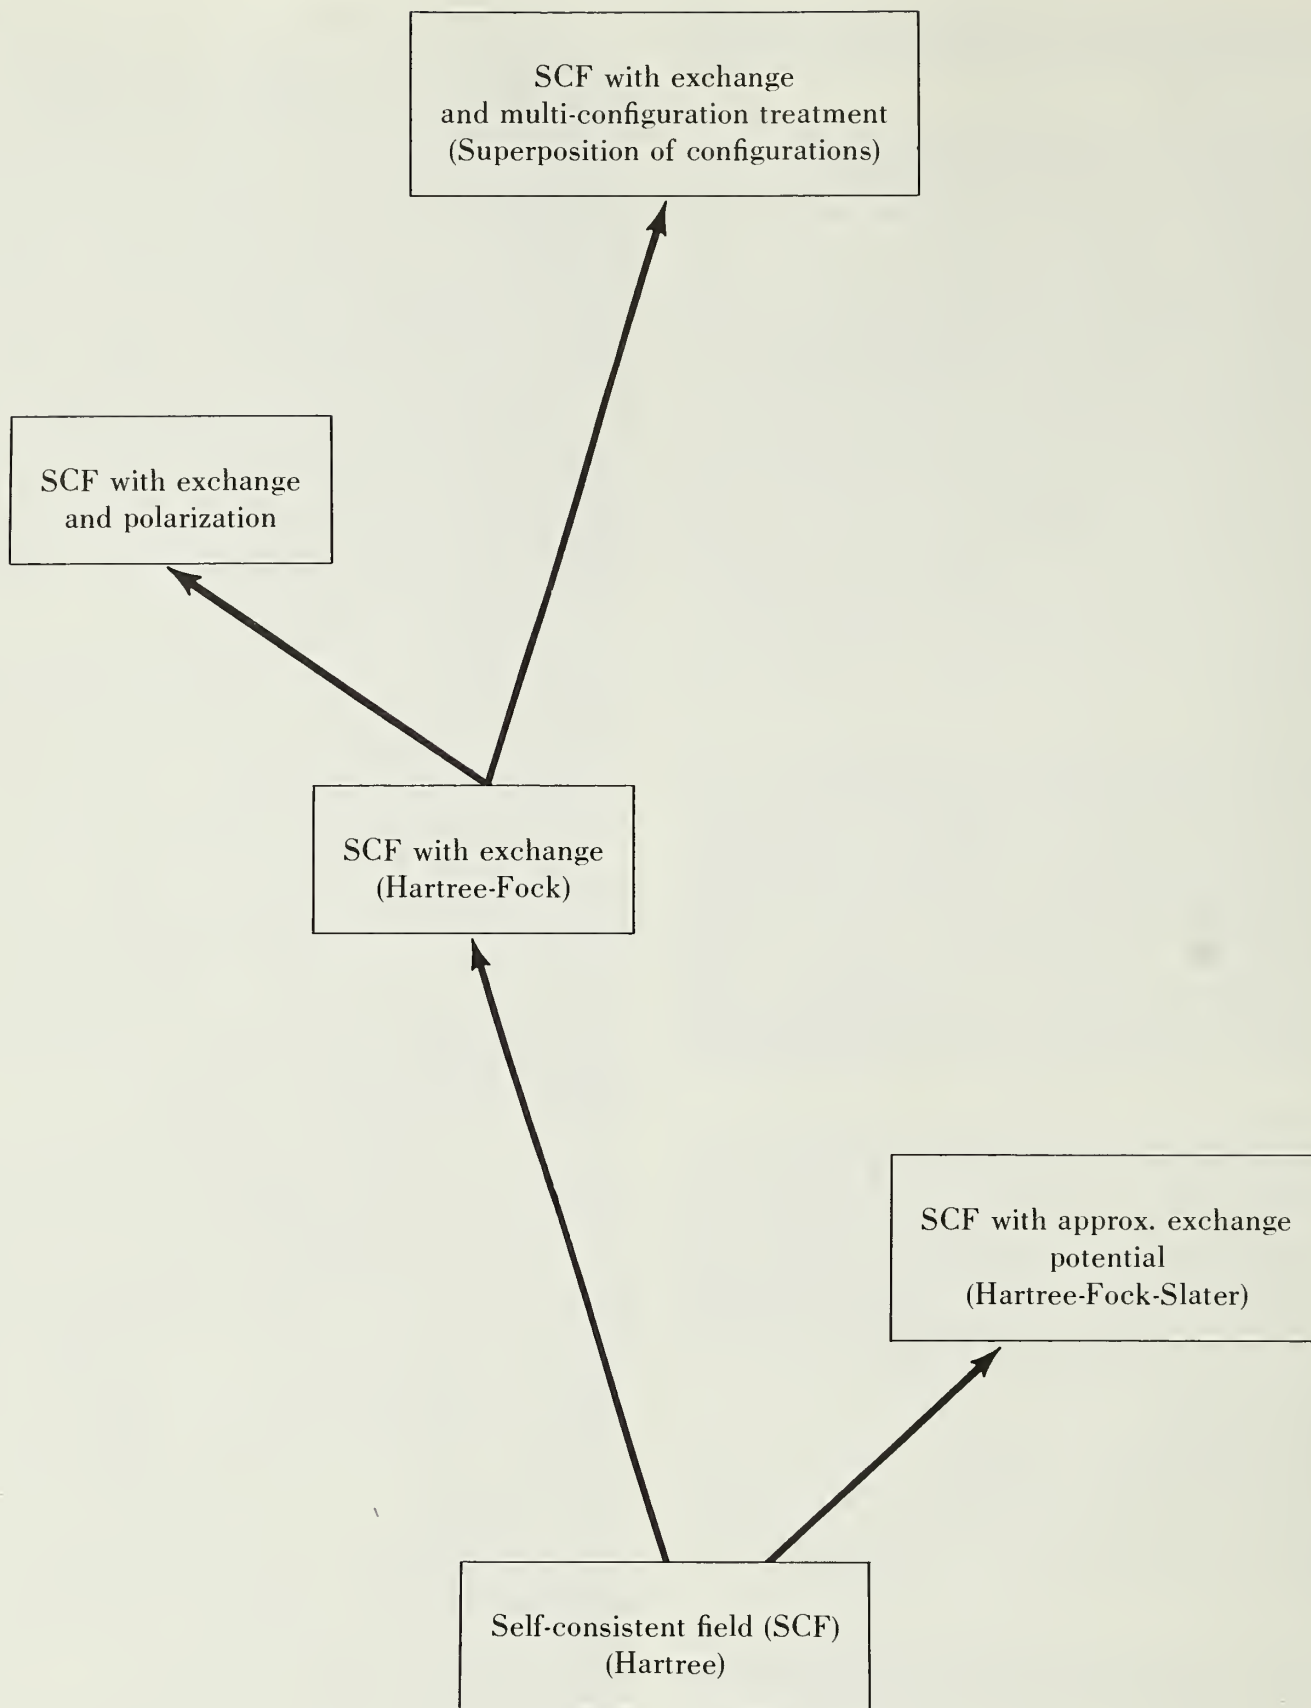 SCF with exchange
and multi-configuration treatment
(Superposition of configurations)
SCF with exchange
and polarization
SCF with exchange
(Hartree-Fock)
SCF with approx. exchange
potential
(Hartree-Fock-Slater)
Self-consistent field (SCF)
(Hartree)